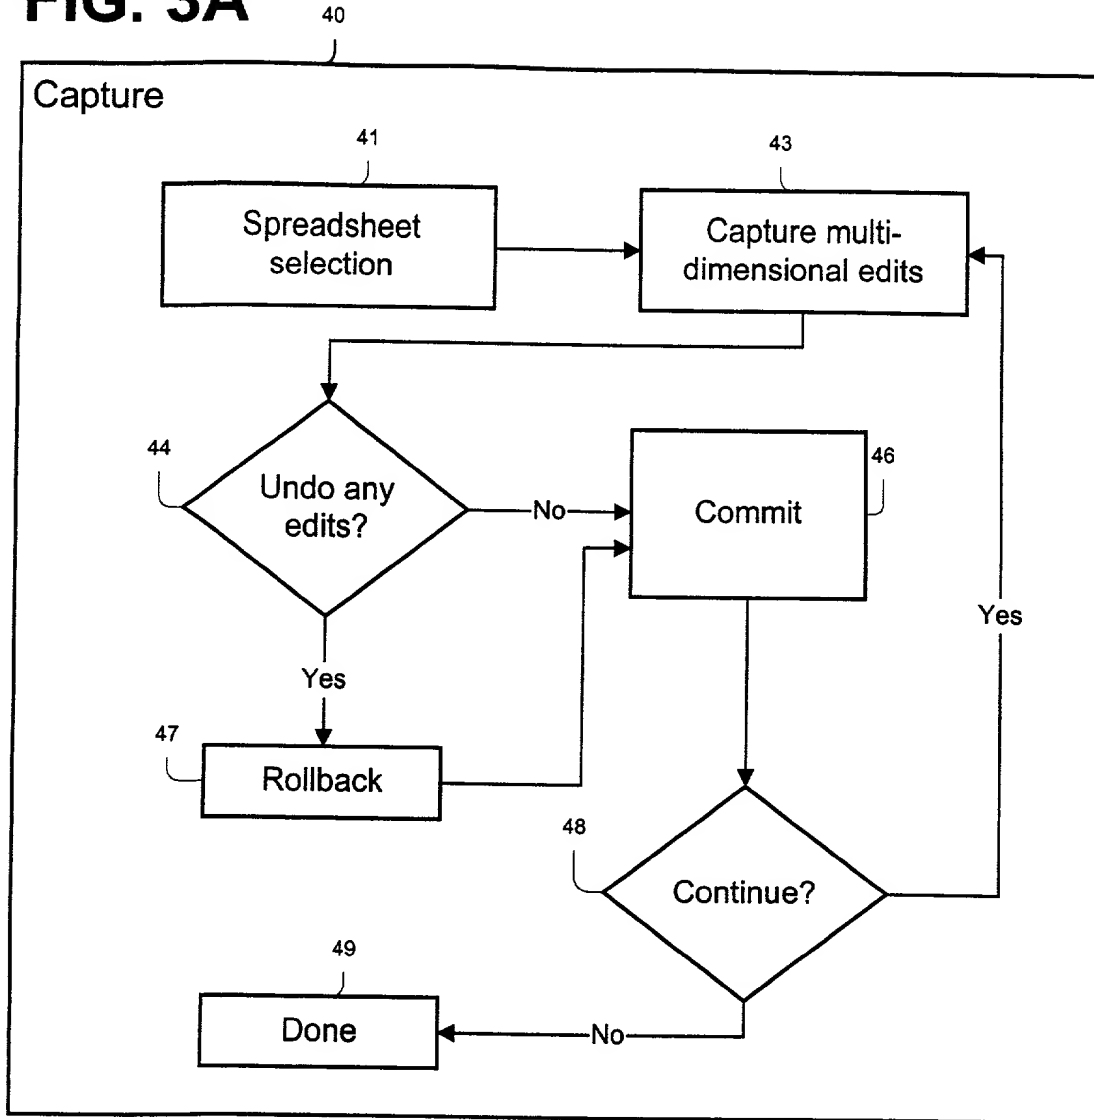 FIG. 3A
40
Capture
41
43
Spreadsheet
selection
Capture multi-
dimensional edits
44
Undo any
edits?
No
46
Commit
Yes
Yes
47
Rollback
48
Continue?
49
Done
No